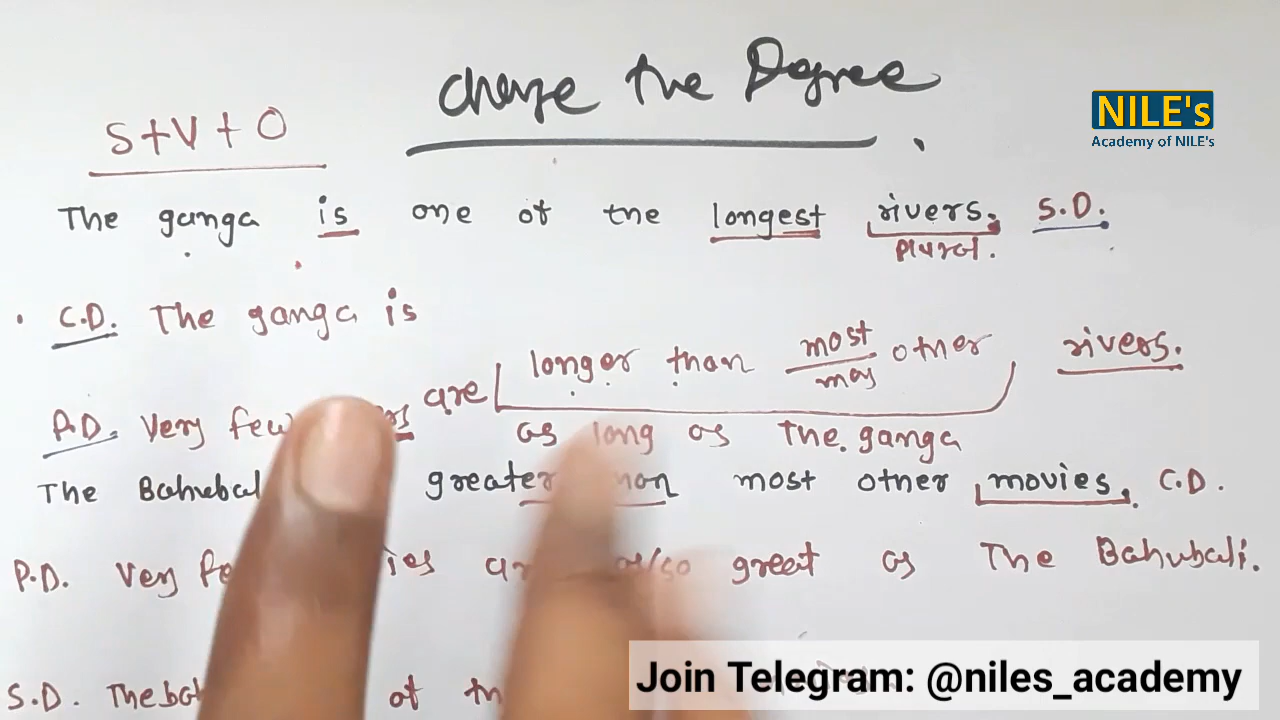 change the Degree
S+V+O
NILE's
Academy of NILE's
The ganga is one of the longest rivers. S.D.
plural.
C.D. The ganga is
longer than most other rivers.
P.D. Very few are
as long as The ganga
The greater most other movies. C.D.
P.D. Very great as The Bahubali.
S.D. of
Join Telegram: @niles_academy